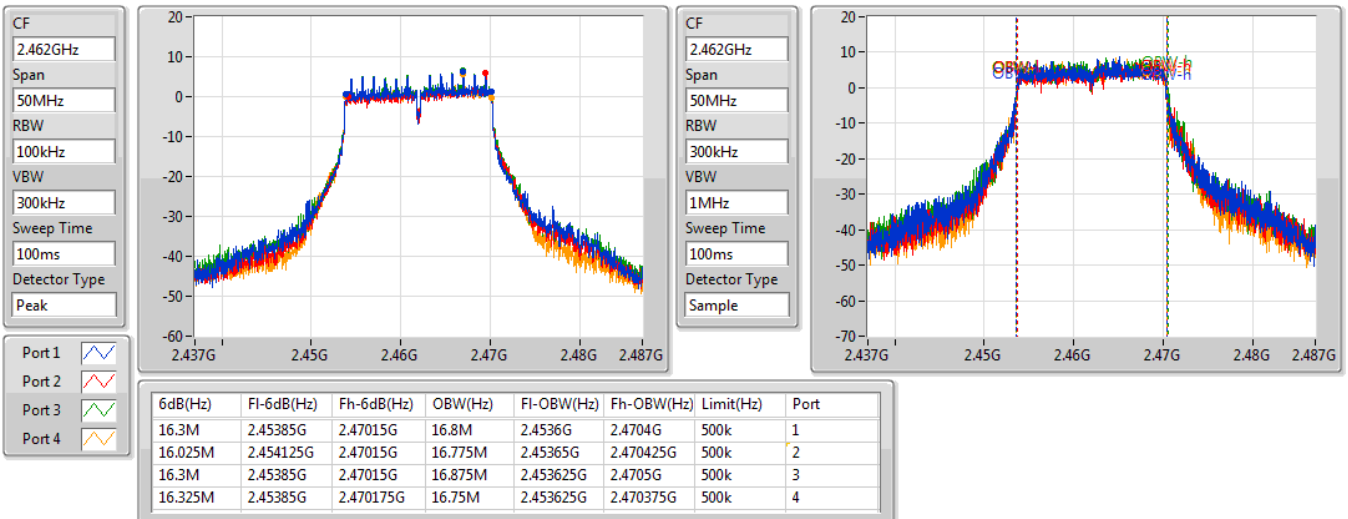 CF
2.462GHz
Span
50MHz
RBW
100kHz
VBW
300kHz
Sweep Time
100ms
Detector Type
Peak
20
10
0
-10
-20
-30
-40
-50
-60
2.437G 2.45G 2.46G 2.47G 2.48G 2.487G
CF
2.462GHz
Span
50MHz
RBW
300kHz
VBW
1MHz
Sweep Time
100ms
Detector Type
Sample
20
10
0
-10
-20
-30
-40
-50
-60
-70
OBW-h
OBW-h
2.437G 2.45G 2.46G 2.47G 2.48G 2.487G
Port 1
Port 2
Port 3
Port 4
6dB(Hz) Fl-6dB(Hz) Fh-6dB(Hz) OBW(Hz) Fl-OBW(Hz) Fh-OBW(Hz) Limit(Hz) Port
16.3M 2.45385G 2.47015G 16.8M 2.4536G 2.4704G 500k 1
16.025M 2.454125G 2.47015G 16.775M 2.45365G 2.470425G 500k 2
16.3M 2.45385G 2.47015G 16.875M 2.453625G 2.4705G 500k 3
16.325M 2.45385G 2.470175G 16.75M 2.453625G 2.470375G 500k 4